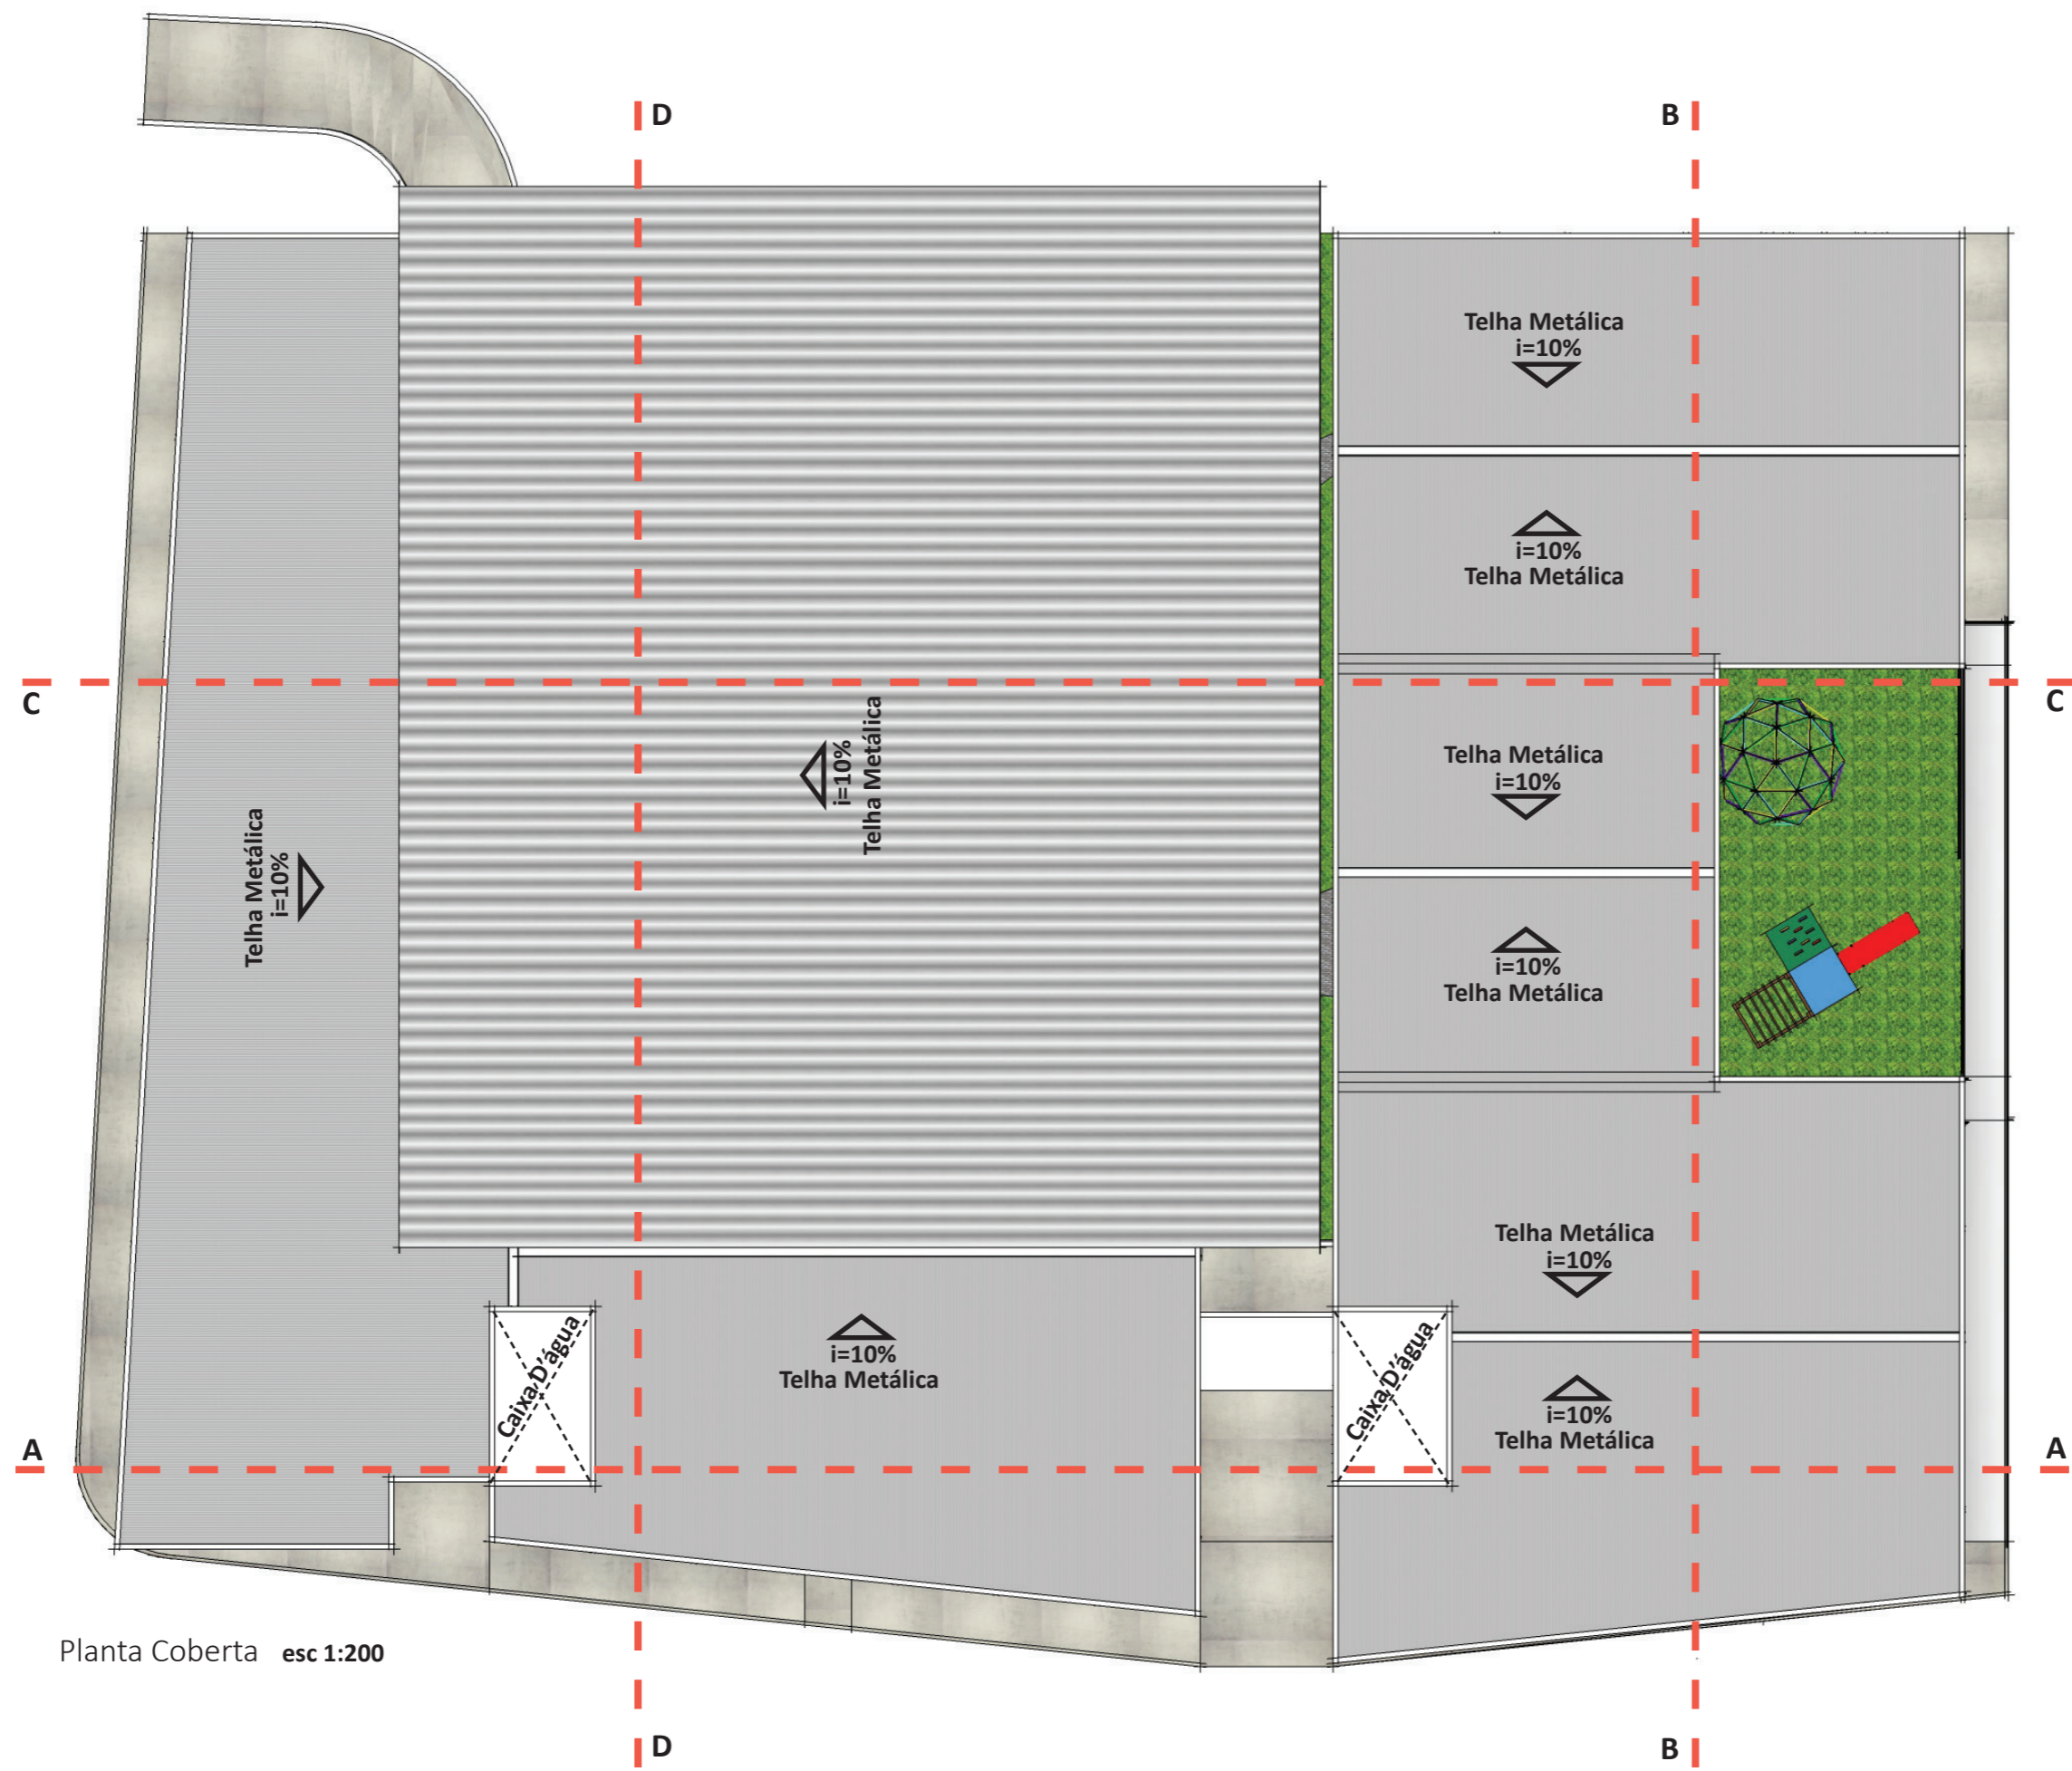 D
B
Telha Metálica
i=10%
i=10%
Telha Metálica
C
C
Telha Metálica
i=10%
i=10%
Telha Metálica
Telha Metálica
i=10%
i=10%
Telha Metálica
Telha Metálica
i=10%
Caixa D'água
i=10%
Telha Metálica
Caixa D'água
i=10%
Telha Metálica
A
A
Planta Coberta esc 1:200
D
B